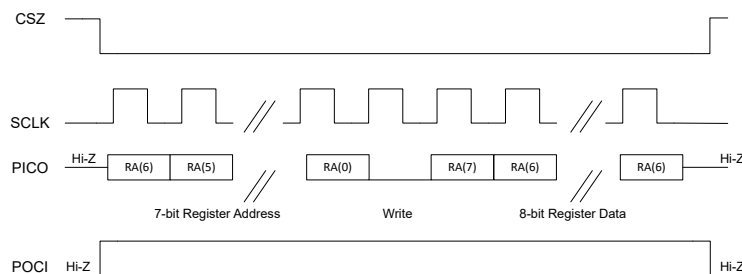 CSZ
SCLK
PICO Hi-Z RA(6) RA(5) RA(0) RA(7) RA(6) RA(6) Hi-Z
7-bit Register Address Write 8-bit Register Data
POCI Hi-Z Hi-Z